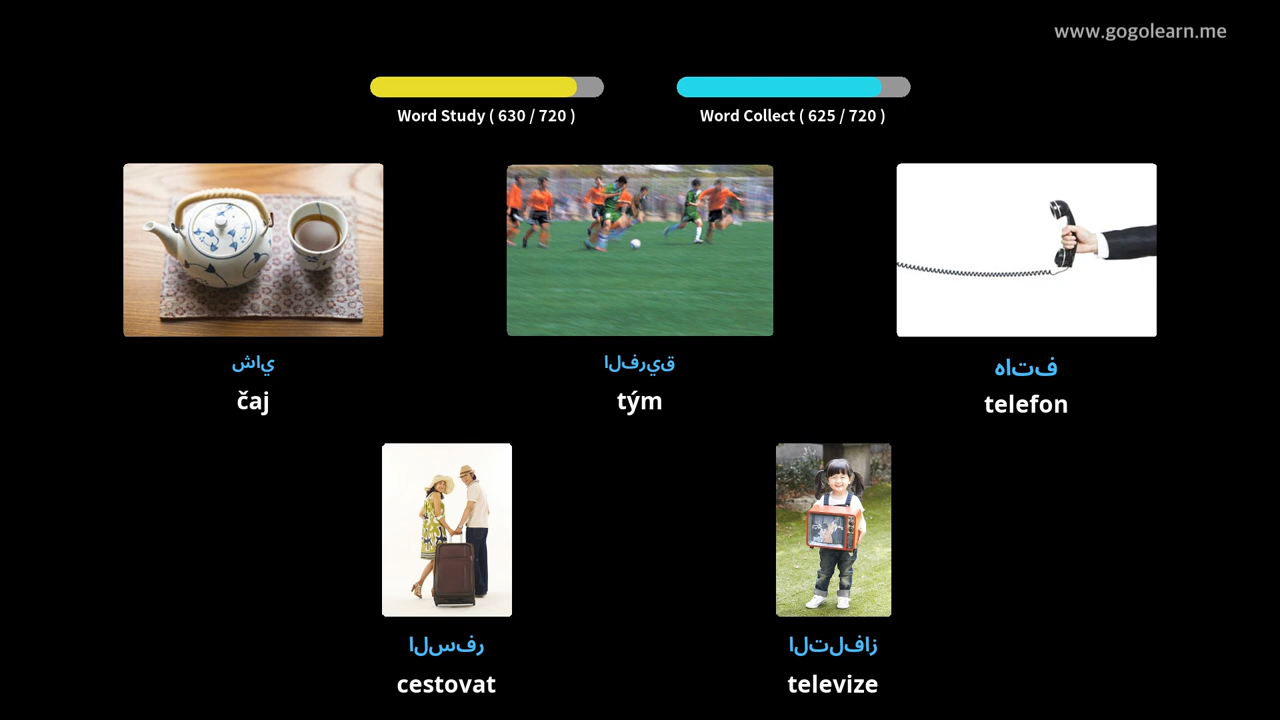 www.gogolearn.me
Word Study ( 630 / 720 )
Word Collect ( 625 / 720 )
شاي
čaj
الفريق
tým
هاتف
telefon
السفر
cestovat
التلفاز
televize